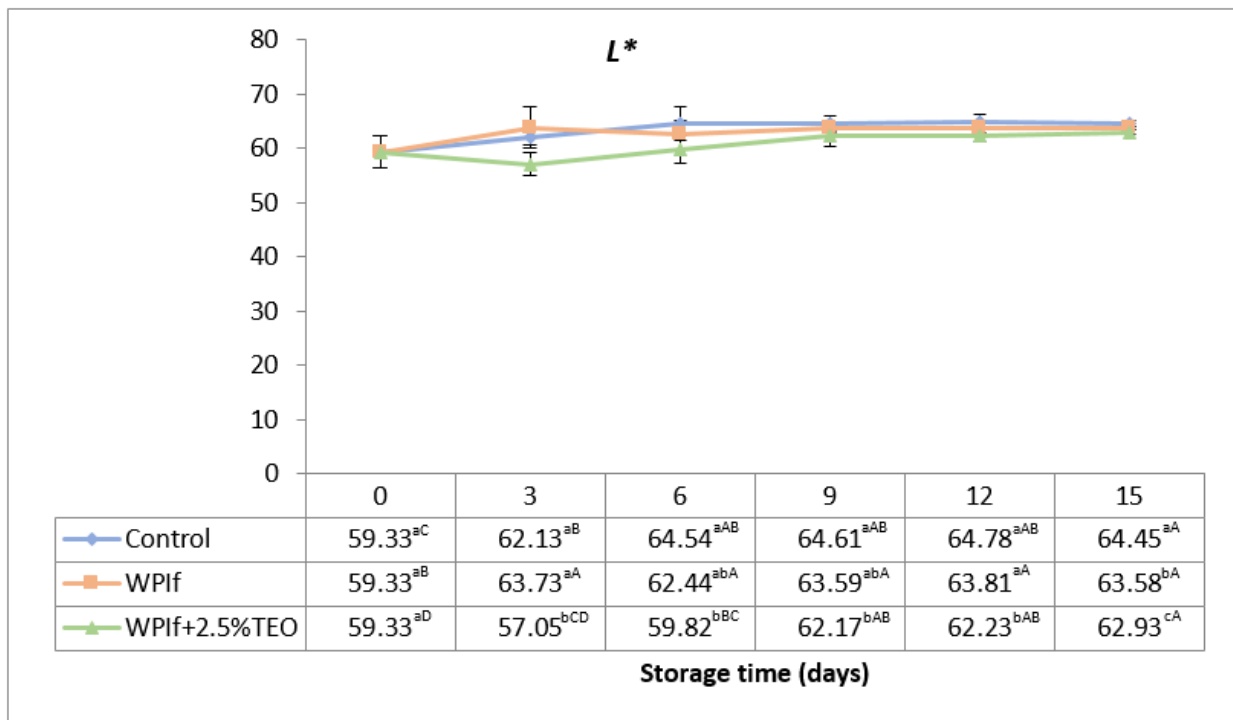 L*
80
70
60
50
40
30
20
10
0
0 3 6 9 12 15
Control 59.33aC 62.13aB 64.54aAB 64.61aAB 64.78aAB 64.45aA
WPIf 59.33aB 63.73aA 62.44abA 63.59abA 63.81aA 63.58bA
WPIf+2.5%TEO 59.33aD 57.05bCD 59.82bBC 62.17bAB 62.23bAB 62.93cA
Storage time (days)